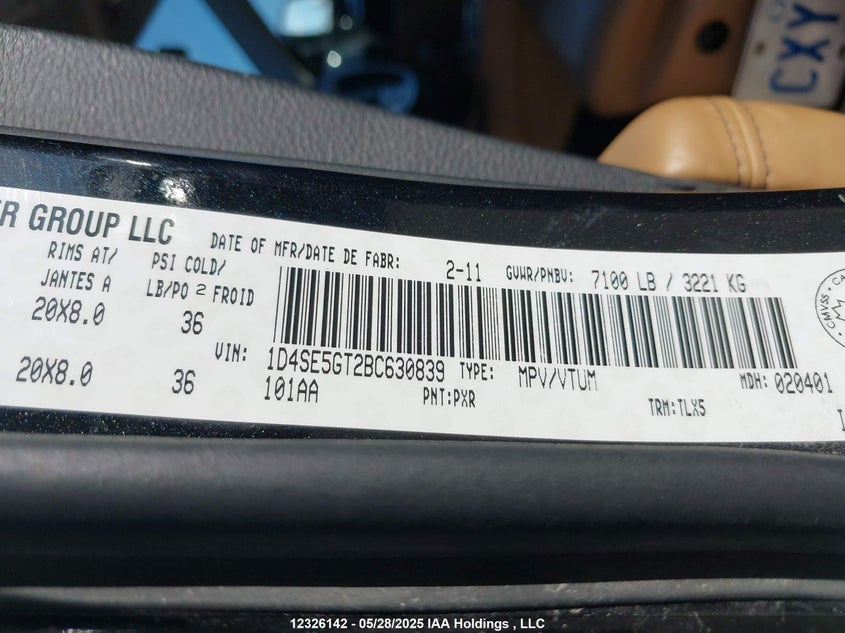 CXY
GROUP LLC
DATE OF MFR/DATE DE FABR: 2-11 GVWR/PNBV: 7100 LB / 3221 KG
RIMS AT/ PSI COLD/
JANTES A LB/PO 2 FROID
20X8.0 36
VIN: 1D4SE5GT2BC630839 TYPE: MPV/VTUM MDH: 020401
20X8.0 36 101AA PNT:PXR TRM:TLX5
CMVSS
12326142 - 05/28/2025 IAA Holdings , LLC